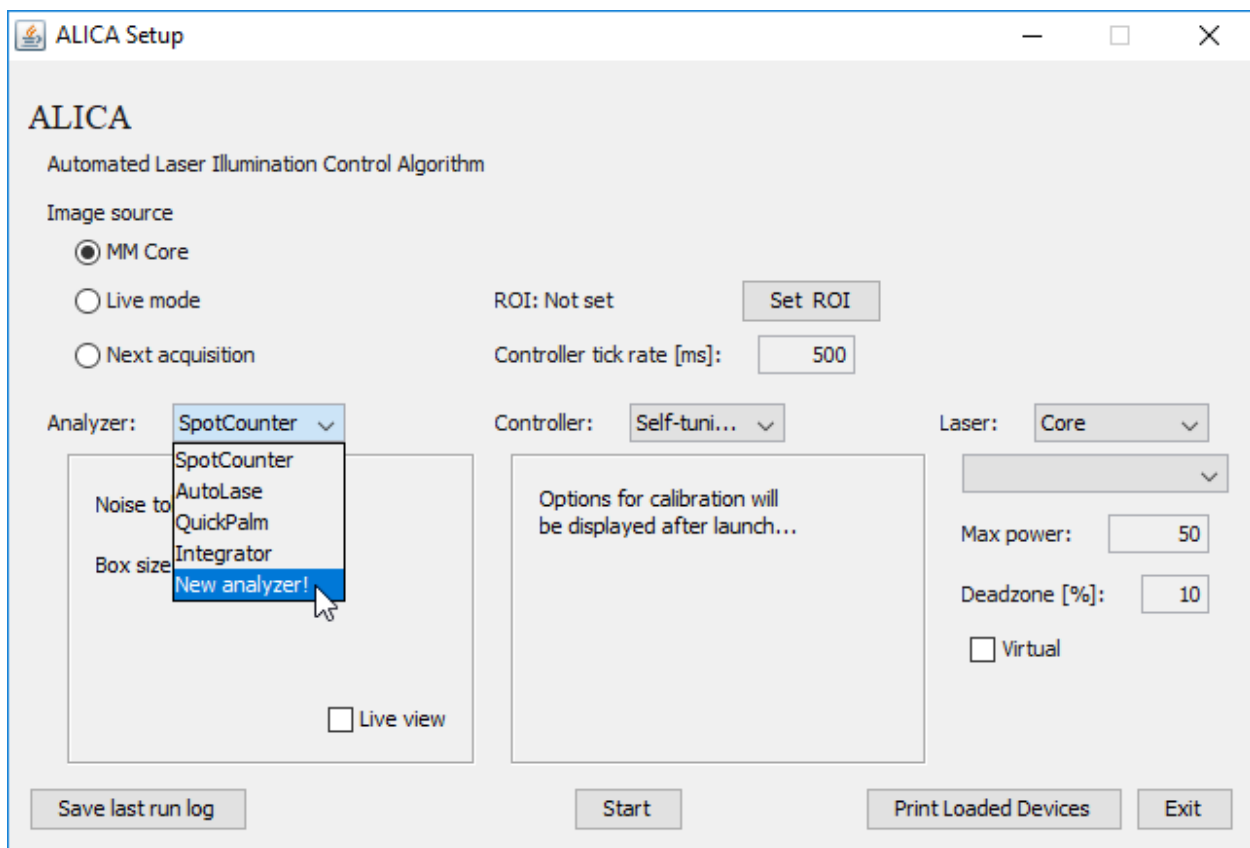 ALICA Setup
ALICA
Automated Laser Illumination Control Algorithm
Image source
MM Core
Live mode
ROI: Not set
Set ROI
Next acquisition
Controller tick rate [ms]:
500
Analyzer:
SpotCounter
SpotCounter
AutoLase
QuickPalm
Integrator
New analyzer!
Noise to
Box size
Live view
Controller:
Self-tuni...
Options for calibration will
be displayed after launch...
Laser:
Core
Max power:
50
Deadzone [%]:
10
Virtual
Save last run log
Start
Print Loaded Devices
Exit